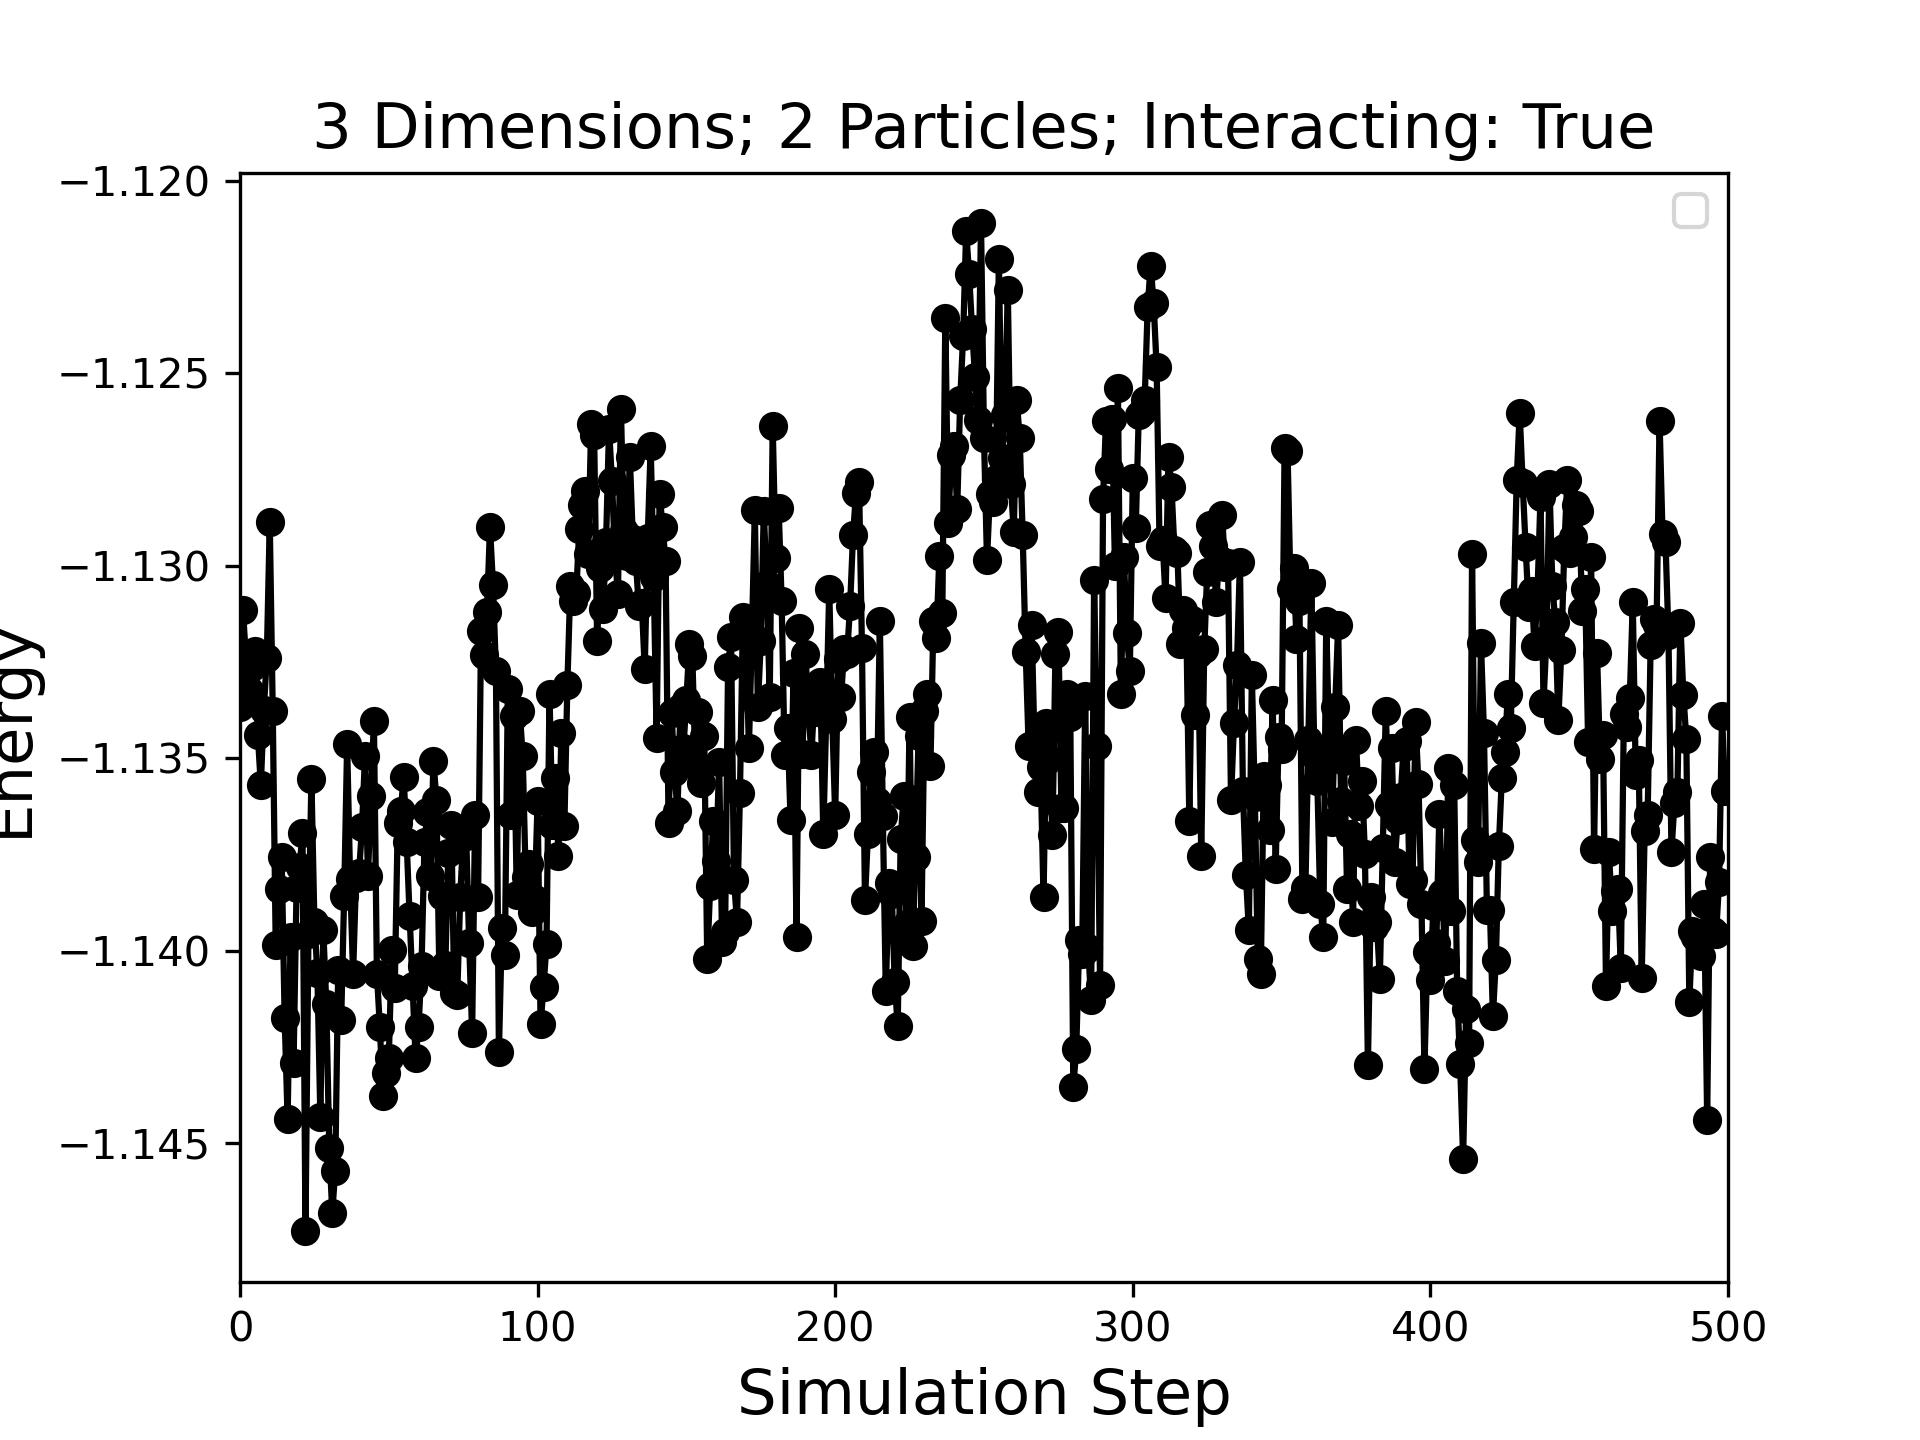 3 Dimensions; 2 Particles; Interacting: True
−1.120
−1.125
−1.130
−1.135
−1.140
−1.145
Energy
0 100 200 300 400 500
Simulation Step